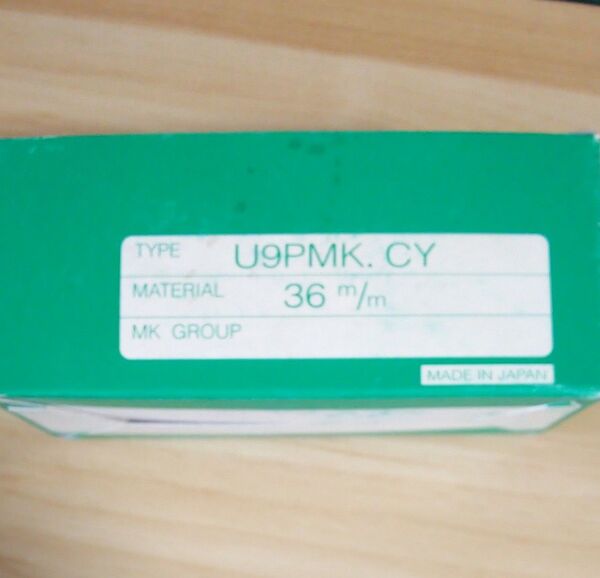 TYPE U9PMK. CY
MATERIAL 36 m/m
MK GROUP
MADE IN JAPAN